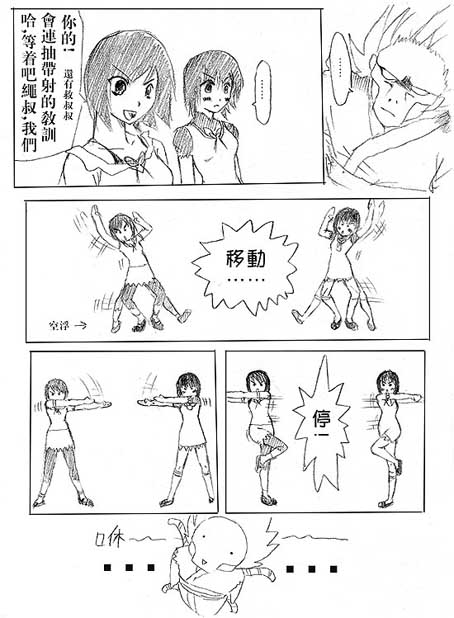 哈,等着吧繩叔,我們
會連抽帶射的教訓
你的!
還有救叔叔
……
……
移動
……
空浮 →
停!
口休~
... ...